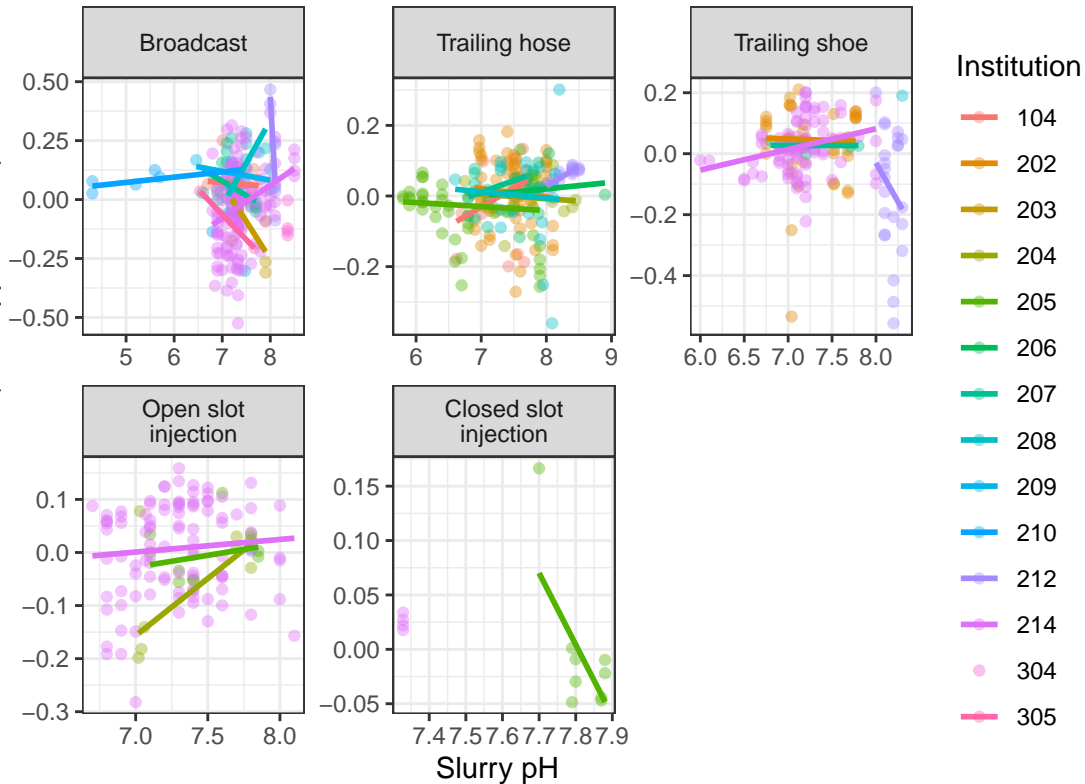 Broadcast
Trailing hose
Trailing shoe
Institution
0.50
0.25
0.00
−0.25
−0.50
5 6 7 8
0.2
0.0
−0.2
6 7 8 9
0.2
0.0
−0.2
−0.4
6.0 6.5 7.0 7.5 8.0
Open slot
injection
Closed slot
injection
0.1
0.0
−0.1
−0.2
−0.3
7.0 7.5 8.0
0.15
0.10
0.05
0.00
−0.05
7.4 7.5 7.6 7.7 7.8 7.9
Slurry pH
104
202
203
204
205
206
207
208
209
210
212
214
304
305